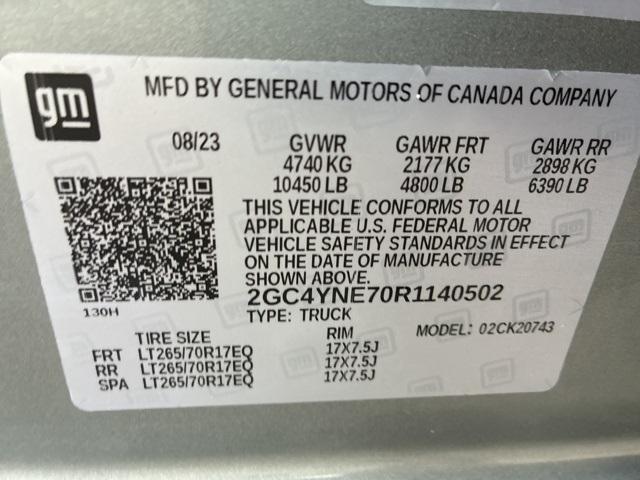 gm
MFD BY GENERAL MOTORS OF CANADA COMPANY
08/23 GVWR GAWR FRT GAWR RR
4740 KG 2177 KG 2898 KG
10450 LB 4800 LB 6390 LB
THIS VEHICLE CONFORMS TO ALL
APPLICABLE U.S. FEDERAL MOTOR
VEHICLE SAFETY STANDARDS IN EFFECT
ON THE DATE OF MANUFACTURE
SHOWN ABOVE.
2GC4YNE70R1140502
130H
TYPE: TRUCK MODEL: 02CK20743
TIRE SIZE RIM
FRT LT265/70R17EQ 17X7.5J
RR LT265/70R17EQ 17X7.5J
SPA LT265/70R17EQ 17X7.5J